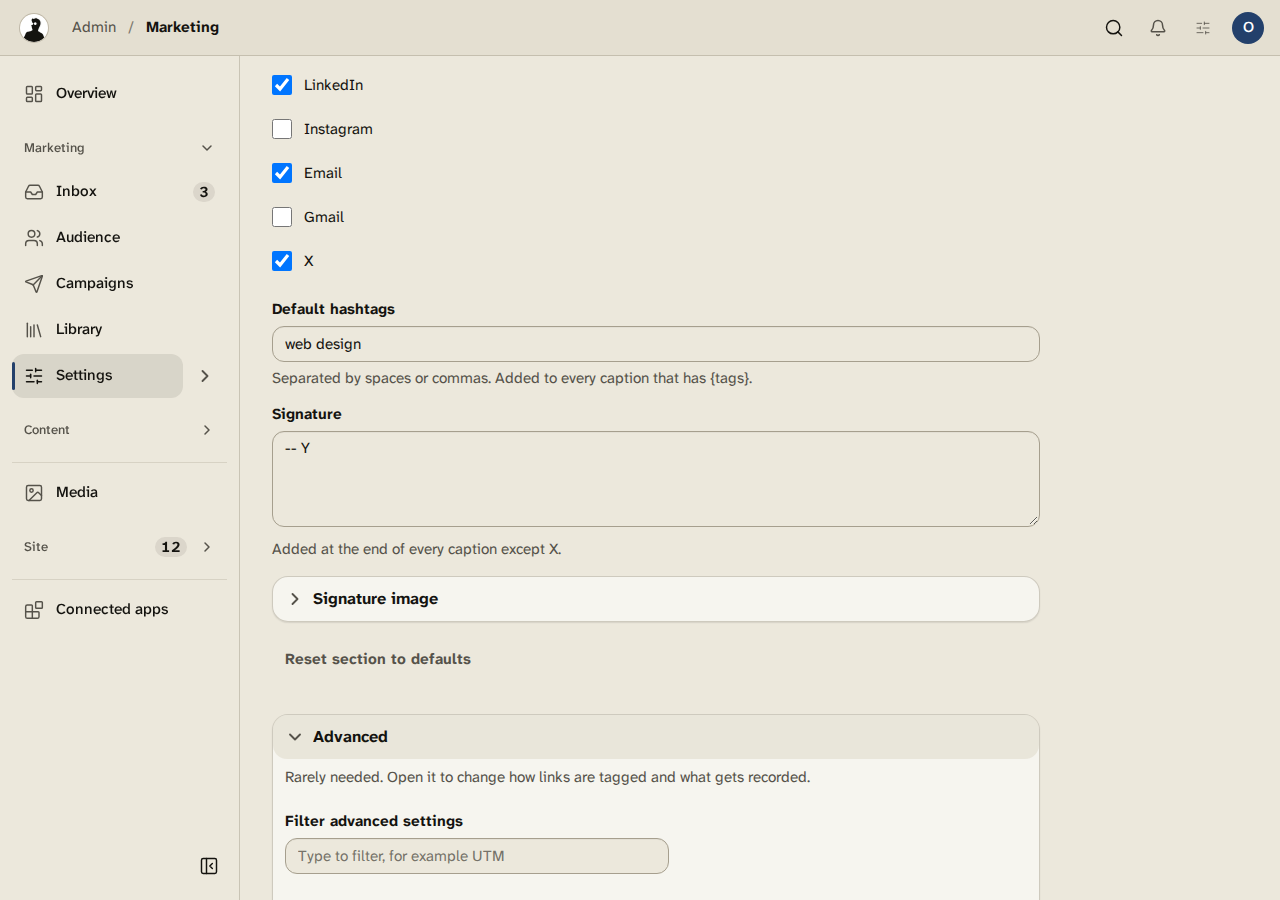 Admin / Marketing
O
Overview
Marketing
Inbox 3
Audience
Campaigns
Library
Settings
Content
Media
Site 12
Connected apps
LinkedIn
Instagram
Email
Gmail
X
Default hashtags
web design
Separated by spaces or commas. Added to every caption that has {tags}.
Signature
-- Y
Added at the end of every caption except X.
Signature image
Reset section to defaults
Advanced
Rarely needed. Open it to change how links are tagged and what gets recorded.
Filter advanced settings
Type to filter, for example UTM